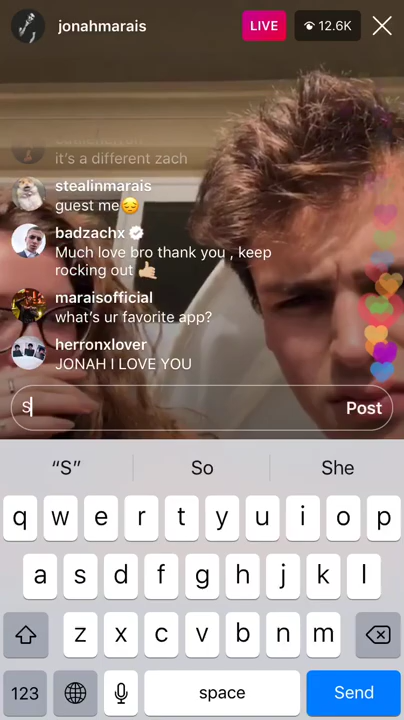 jonahmarais
LIVE
12.6K
it's a different zach
stealinmarais
guest me😔
badzachx
Much love bro thank you , keep
rocking out 🤙🏼
maraisofficial
what's ur favorite app?
herronxlover
JONAH I LOVE YOU
s
Post
“S”
So
She
q w e r t y u i o p
a s d f g h j k l
z x c v b n m
123
space
Send